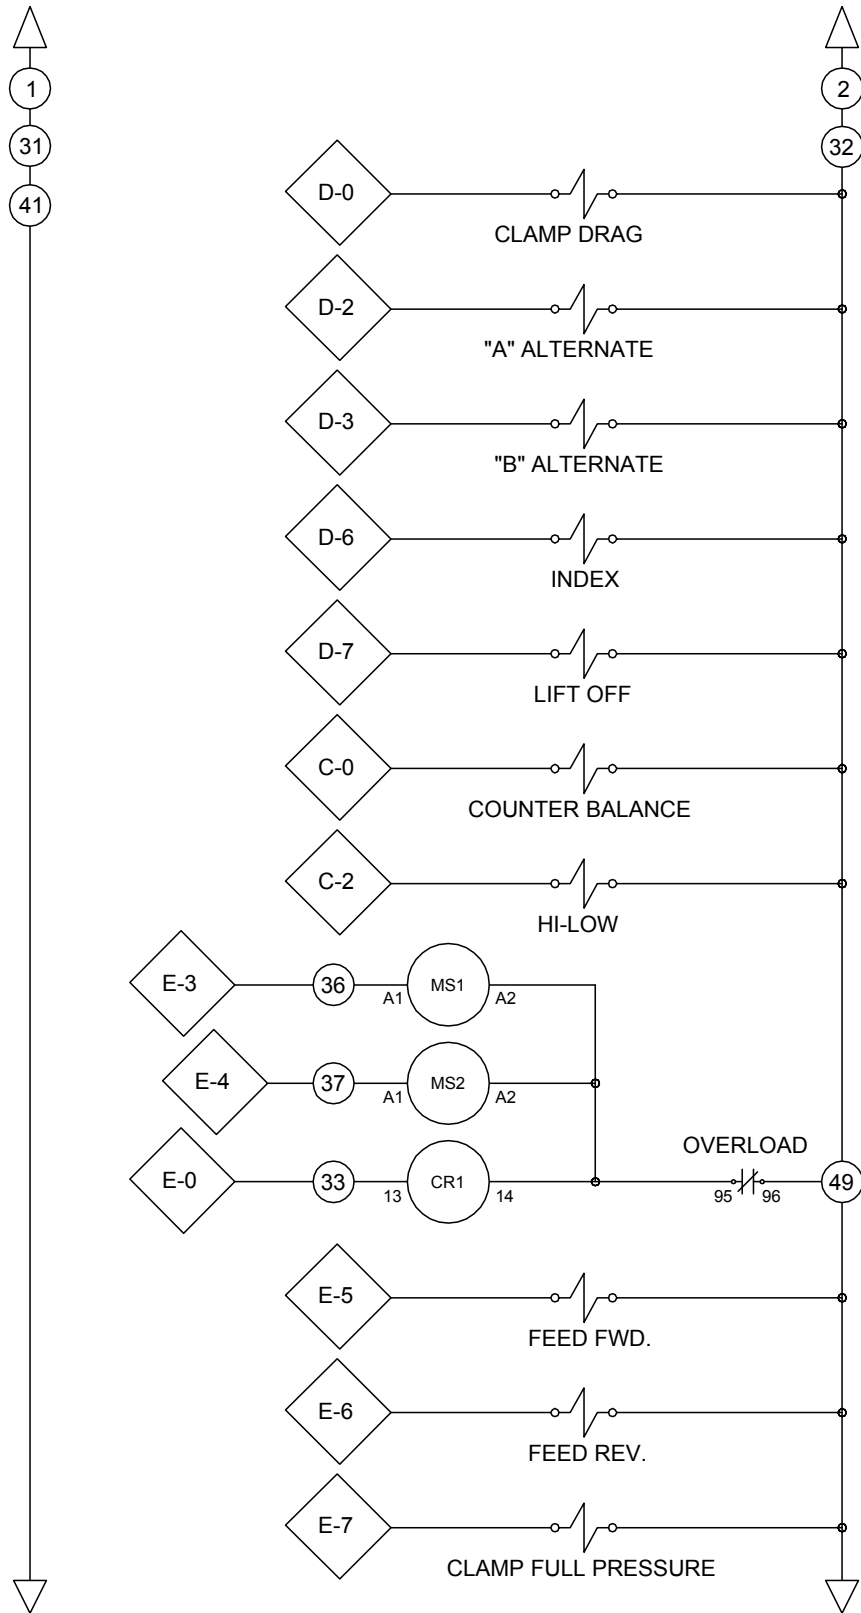 1 2
31 32
41
D-0
CLAMP DRAG
D-2
"A" ALTERNATE
D-3
"B" ALTERNATE
D-6
INDEX
D-7
LIFT OFF
C-0
COUNTER BALANCE
C-2
HI-LOW
E-3 36 A1 MS1 A2
E-4 37 A1 MS2 A2
OVERLOAD
E-0 33 13 CR1 14 95 96 49
E-5
FEED FWD.
E-6
FEED REV.
E-7
CLAMP FULL PRESSURE